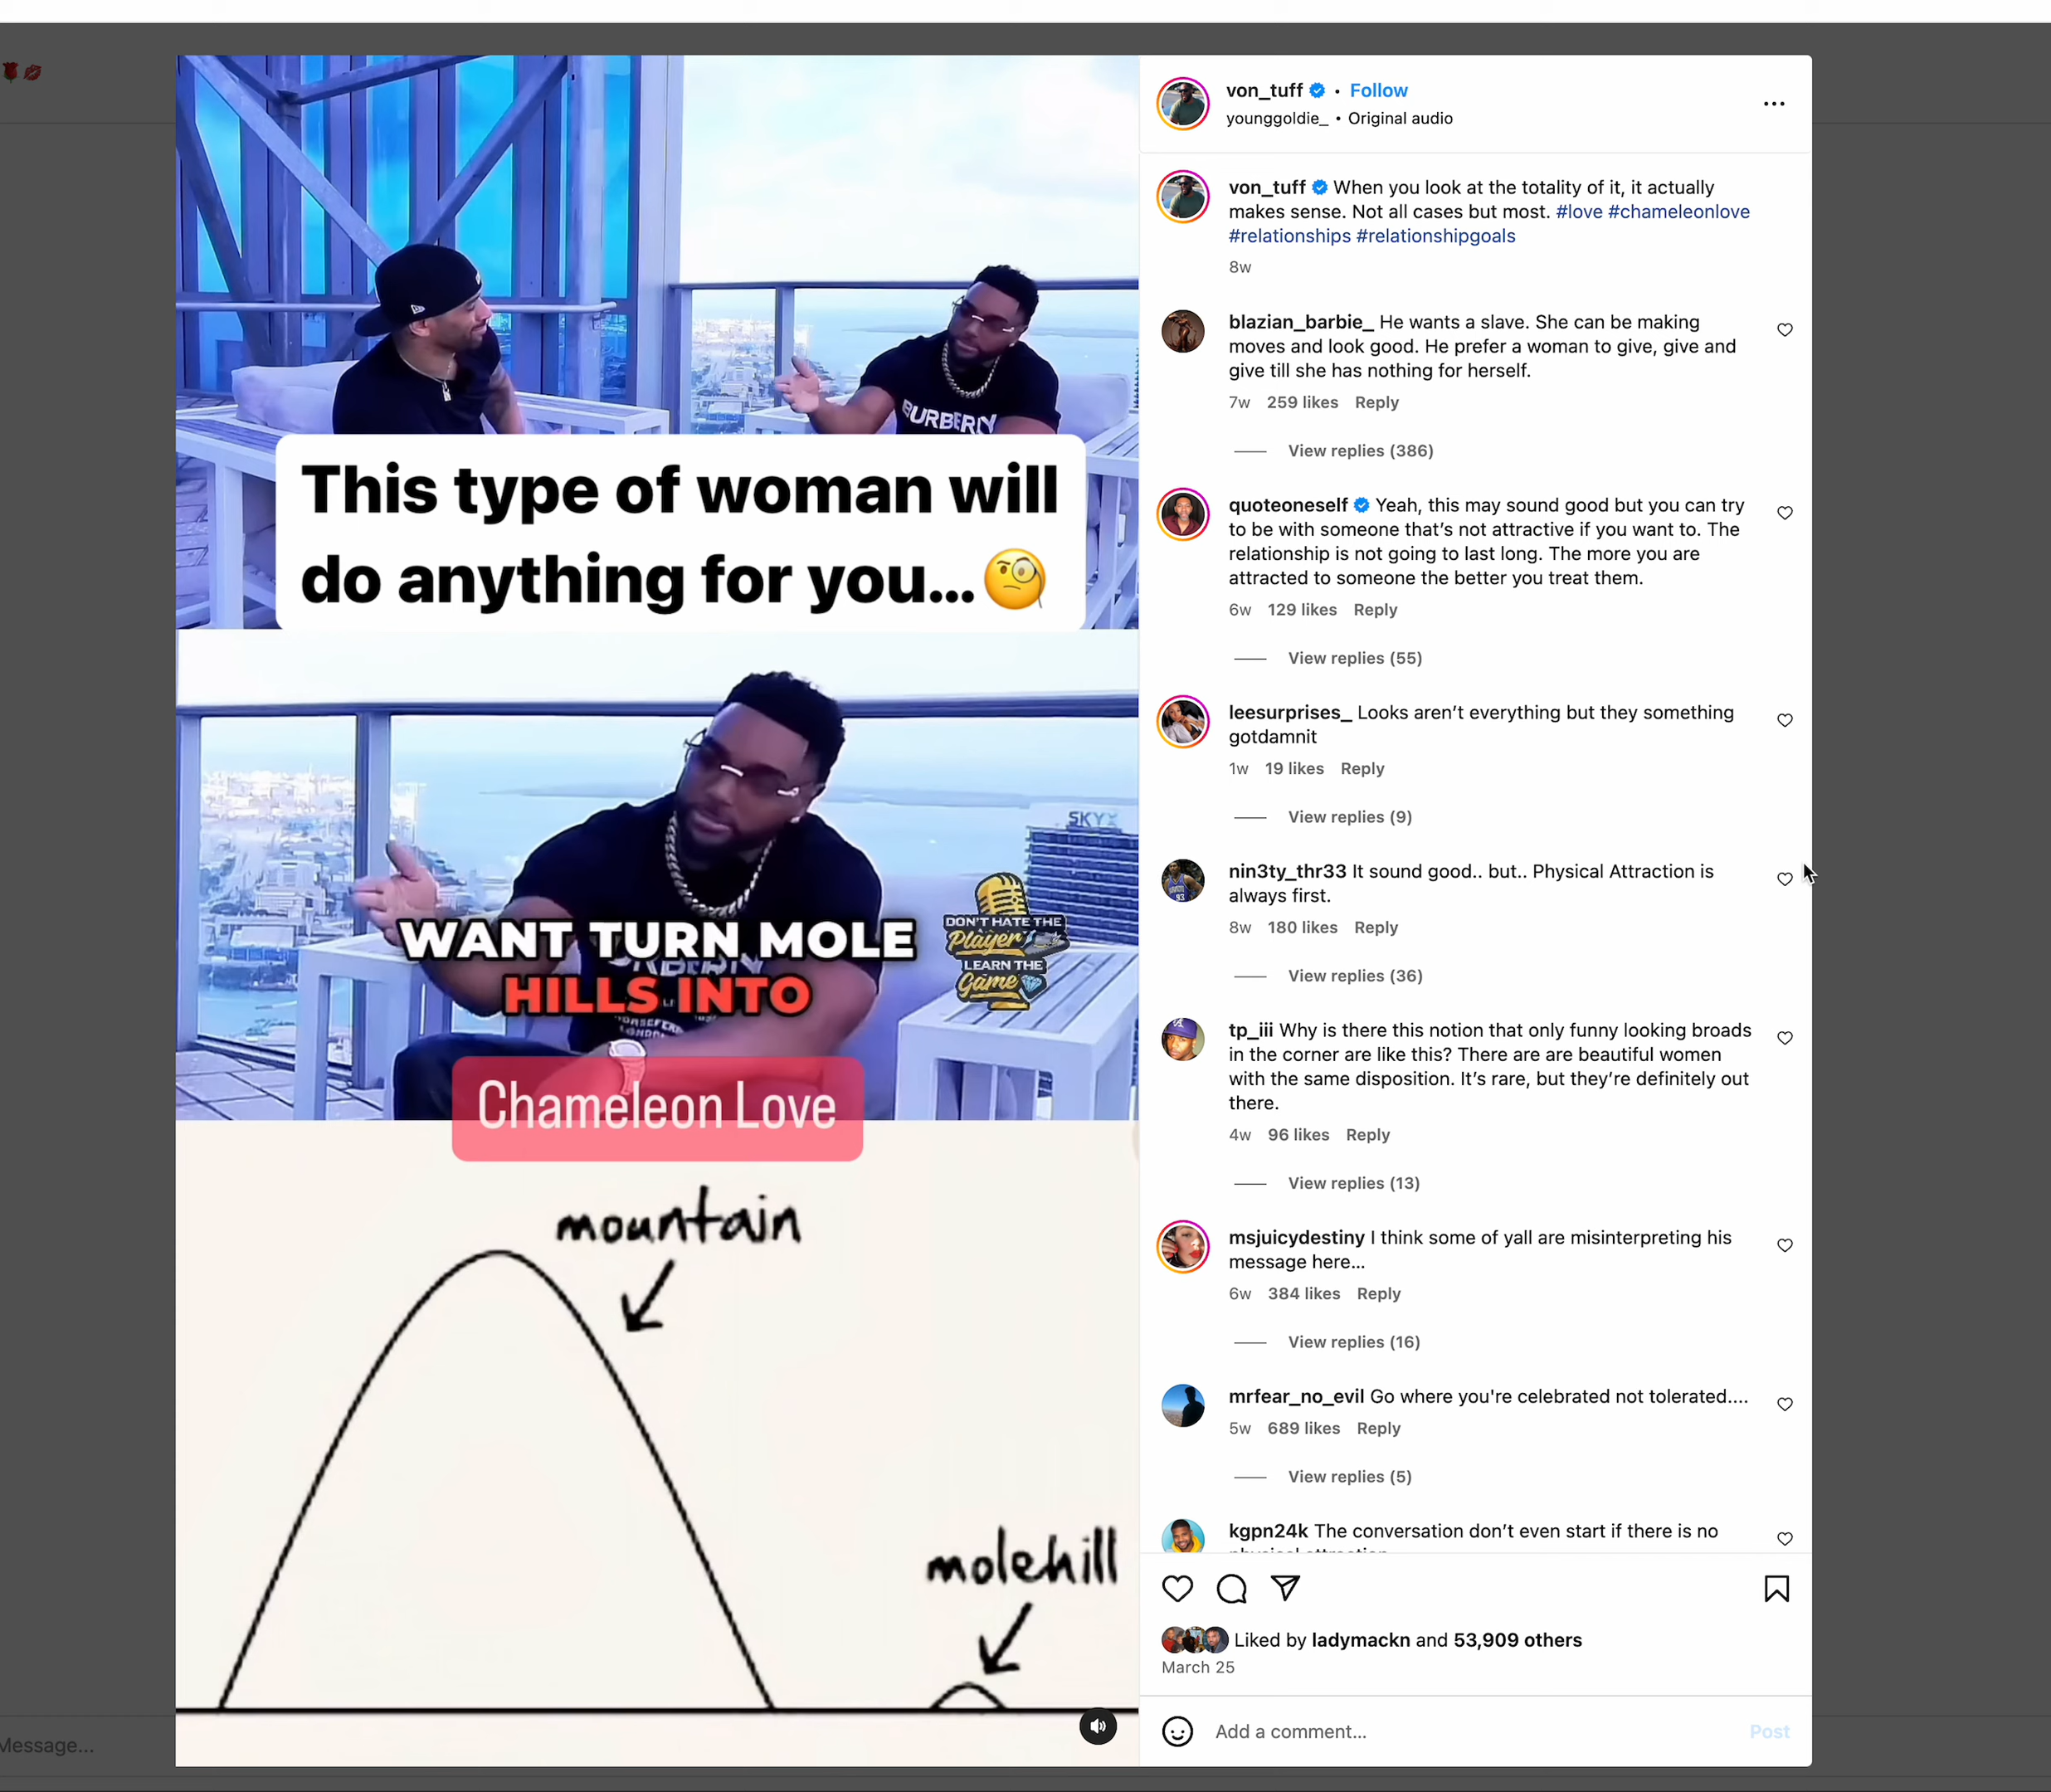 BURBERRY
This type of woman will
do anything for you...🧐
SKYX
DON'T HATE THE
Player
LEARN THE
Game
WANT TURN MOLE
HILLS INTO
LONDON
Chameleon Love
mountain
molehill
von_tuff • Follow
younggoldie_ • Original audio
von_tuff When you look at the totality of it, it actually
makes sense. Not all cases but most. #love #chameleonlove
#relationships #relationshipgoals
8w
blazian_barbie_ He wants a slave. She can be making
moves and look good. He prefer a woman to give, give and
give till she has nothing for herself.
7w 259 likes Reply
View replies (386)
quoteoneself Yeah, this may sound good but you can try
to be with someone that’s not attractive if you want to. The
relationship is not going to last long. The more you are
attracted to someone the better you treat them.
6w 129 likes Reply
View replies (55)
leesurprises_ Looks aren’t everything but they something
gotdamnit
1w 19 likes Reply
View replies (9)
nin3ty_thr33 It sound good.. but.. Physical Attraction is
always first.
8w 180 likes Reply
View replies (36)
tp_iii Why is there this notion that only funny looking broads
in the corner are like this? There are are beautiful women
with the same disposition. It’s rare, but they’re definitely out
there.
4w 96 likes Reply
View replies (13)
msjuicydestiny I think some of yall are misinterpreting his
message here...
6w 384 likes Reply
View replies (16)
mrfear_no_evil Go where you're celebrated not tolerated....
5w 689 likes Reply
View replies (5)
kgpn24k The conversation don’t even start if there is no
physical attraction
Liked by ladymackn and 53,909 others
March 25
Add a comment... Post
Message...